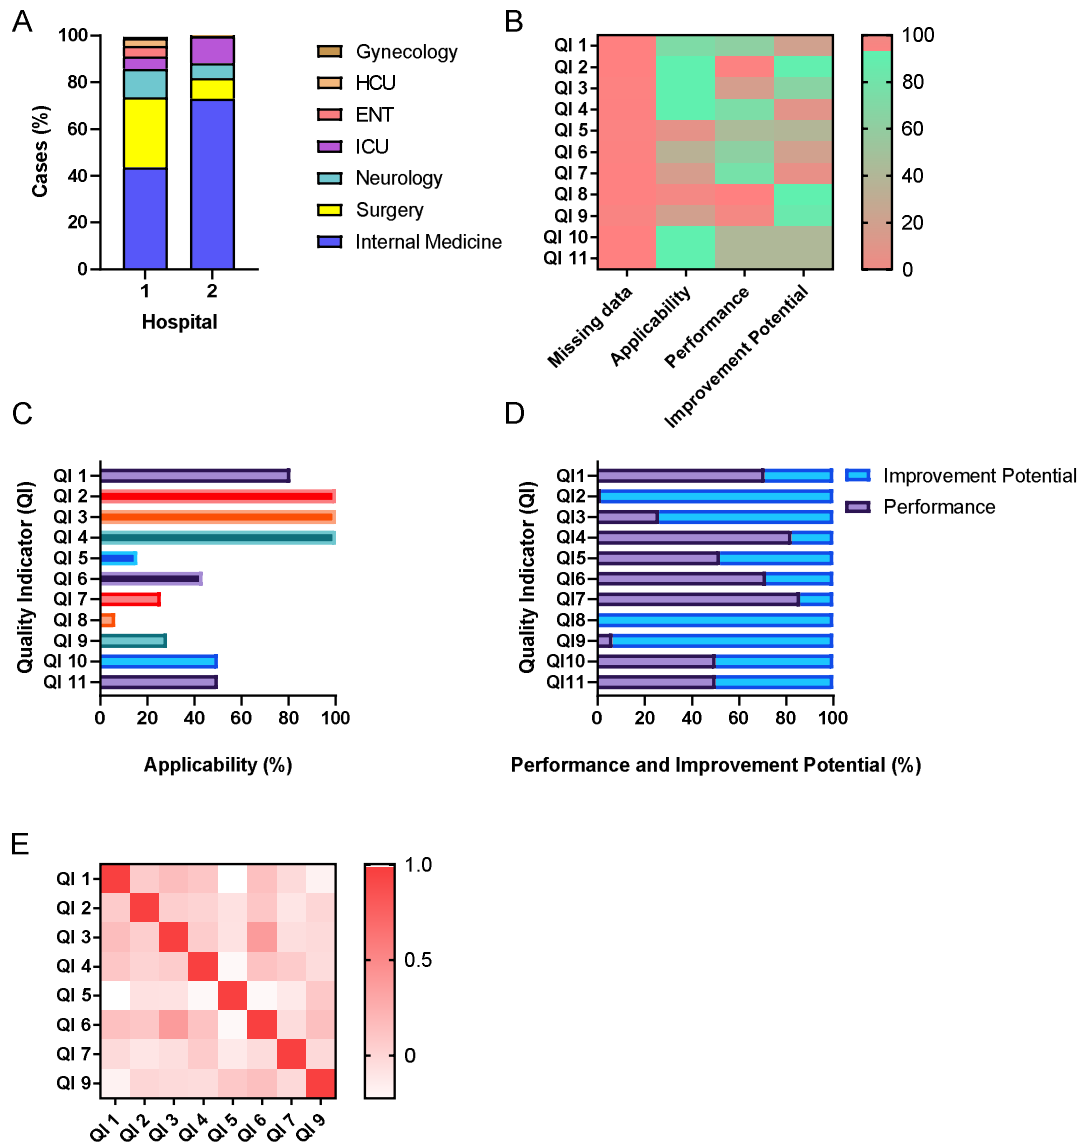 A
100
80
60
40
20
0
Cases (%)
1
2
Hospital
Gynecology
HCU
ENT
ICU
Neurology
Surgery
Internal Medicine
B
QI 1
QI 2
QI 3
QI 4
QI 5
QI 6
QI 7
QI 8
QI 9
QI 10
QI 11
Missing data
Applicability
Performance
Improvement Potential
100
80
60
40
20
0
C
Quality Indicator (QI)
QI 1
QI 2
QI 3
QI 4
QI 5
QI 6
QI 7
QI 8
QI 9
QI 10
QI 11
0 20 40 60 80 100
Applicability (%)
D
Quality Indicator (QI)
QI1
QI2
QI3
QI4
QI5
QI6
QI7
QI8
QI9
QI10
QI11
0 20 40 60 80 100
Performance and Improvement Potential (%)
Improvement Potential
Performance
E
QI 1
QI 2
QI 3
QI 4
QI 5
QI 6
QI 7
QI 9
QI 1
QI 2
QI 3
QI 4
QI 5
QI 6
QI 7
QI 9
1.0
0.5
0